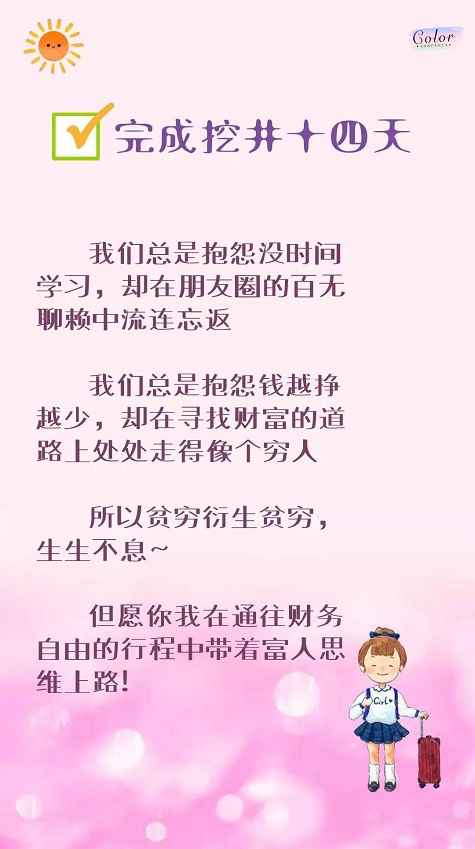 Color
完成挖井十四天
我们总是抱怨没时间
学习，却在朋友圈的百无
聊赖中流连忘返
我们总是抱怨钱越挣
越少，却在寻找财富的道
路上处处走得像个穷人
所以贫穷衍生贫穷，
生生不息~
但愿你我在通往财务
自由的行程中带着富人思
维上路!
Girl